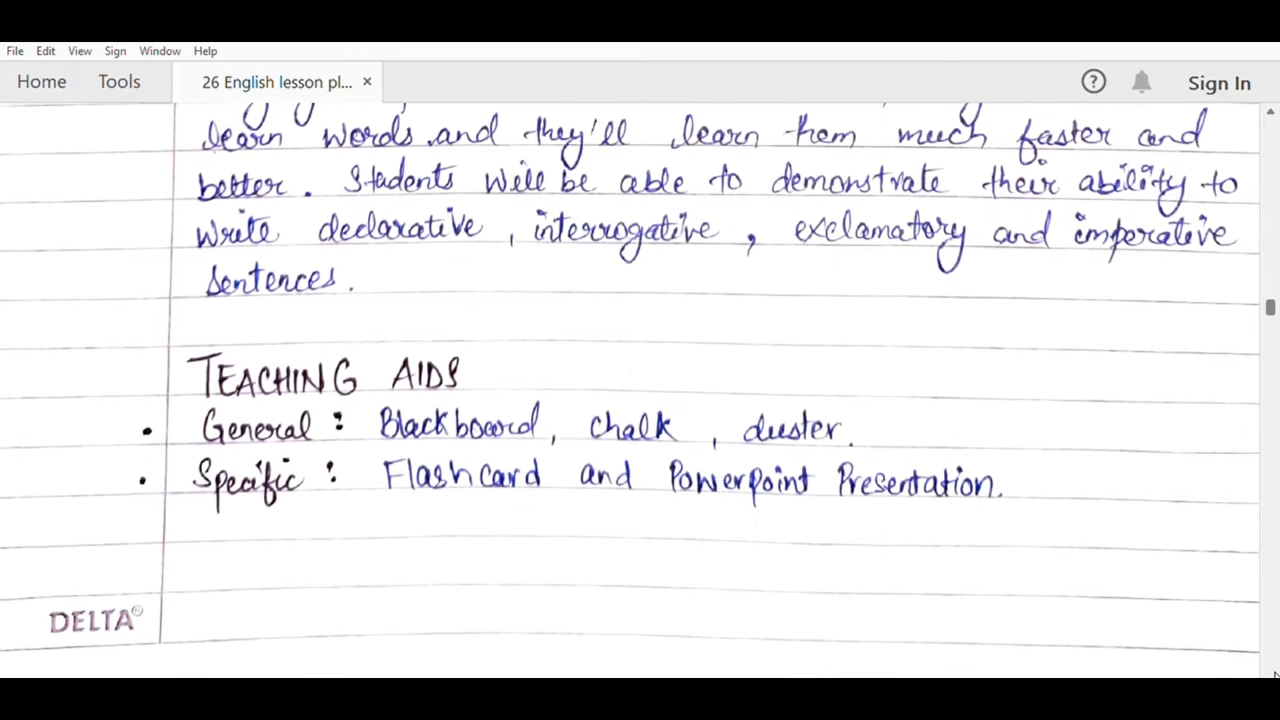 File Edit View Sign Window Help
Home Tools 26 English lesson pl... × ? Sign In
learn words and they'll learn them much faster and
better. Students will be able to demonstrate their ability to
write declarative, interrogative, exclamatory and imperative
sentences.
TEACHING AIDS
• General : Blackboard, chalk, duster.
• Specific : Flashcard and Powerpoint Presentation.
DELTA®